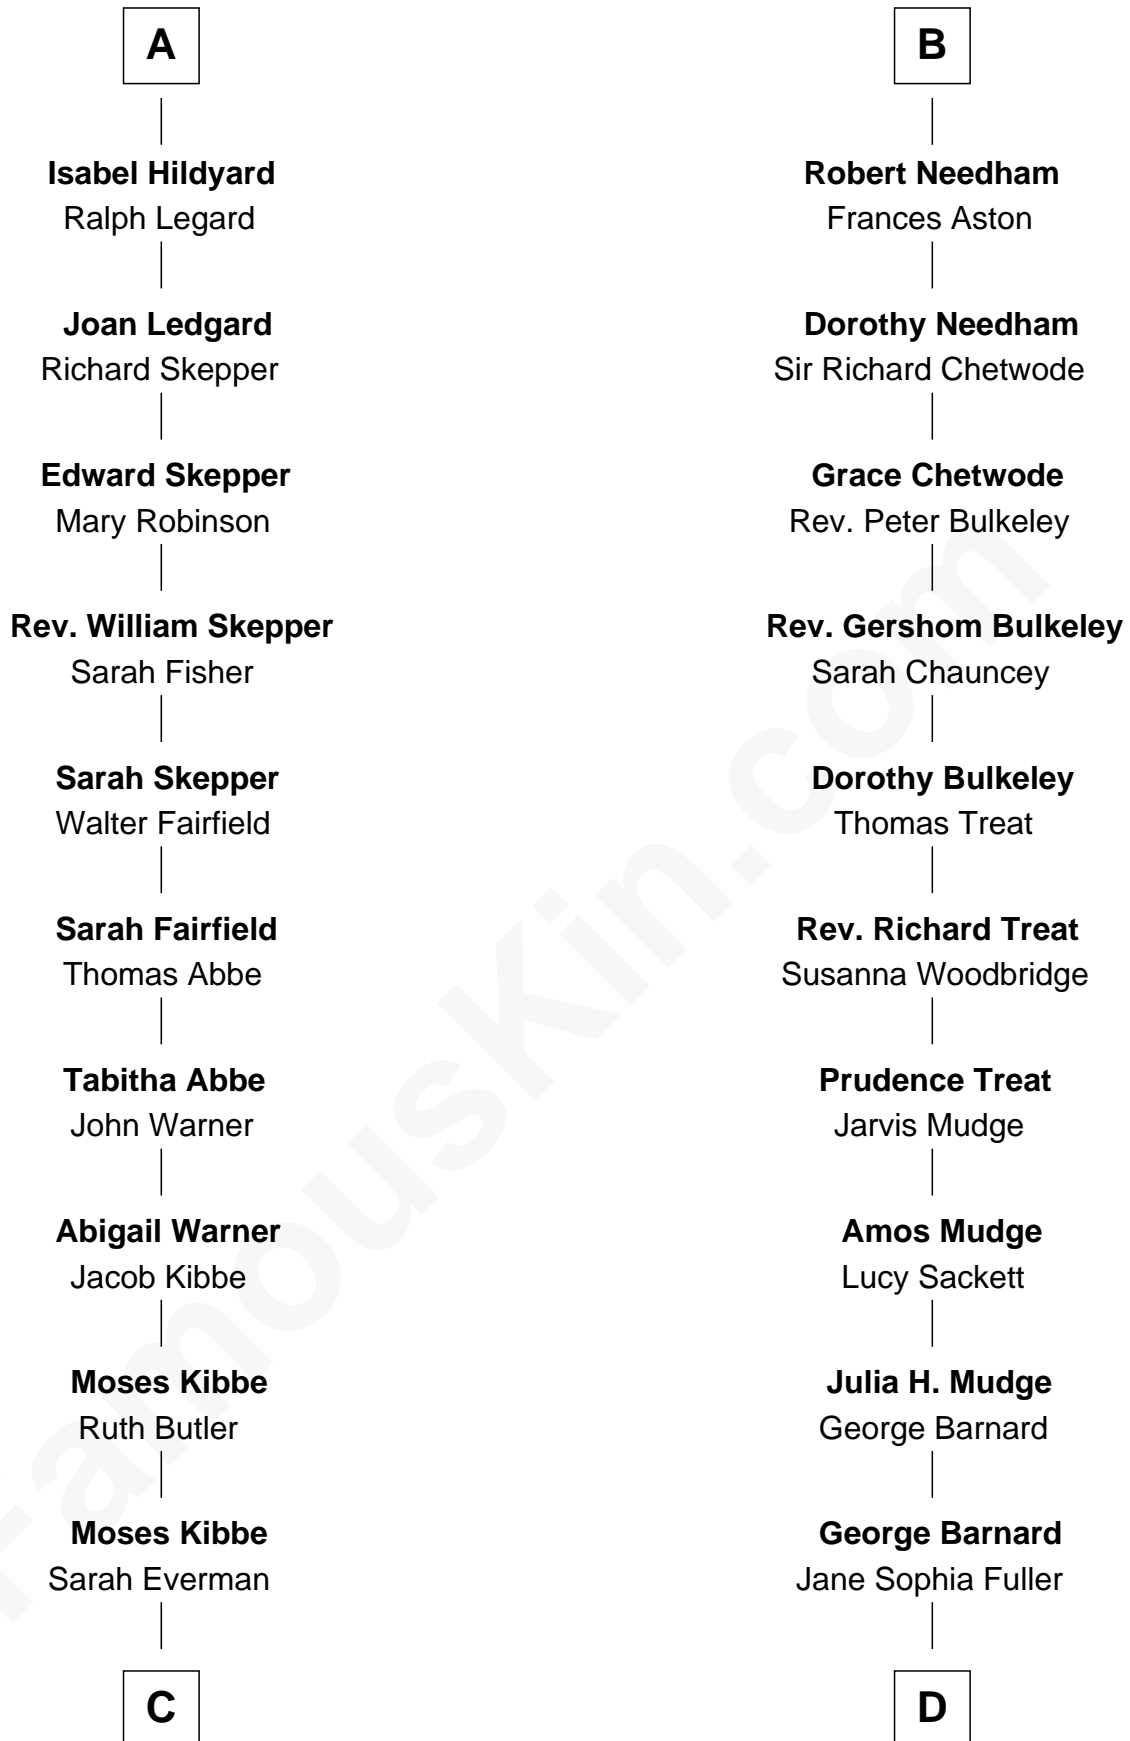 A
Isabel Hildyard
Ralph Legard
Joan Ledgard
Richard Skepper
Edward Skepper
Mary Robinson
Rev. William Skepper
Sarah Fisher
Sarah Skepper
Walter Fairfield
Sarah Fairfield
Thomas Abbe
Tabitha Abbe
John Warner
Abigail Warner
Jacob Kibbe
Moses Kibbe
Ruth Butler
Moses Kibbe
Sarah Everman
C
B
Robert Needham
Frances Aston
Dorothy Needham
Sir Richard Chetwode
Grace Chetwode
Rev. Peter Bulkeley
Rev. Gershom Bulkeley
Sarah Chauncey
Dorothy Bulkeley
Thomas Treat
Rev. Richard Treat
Susanna Woodbridge
Prudence Treat
Jarvis Mudge
Amos Mudge
Lucy Sackett
Julia H. Mudge
George Barnard
George Barnard
Jane Sophia Fuller
D
FamousKin.com